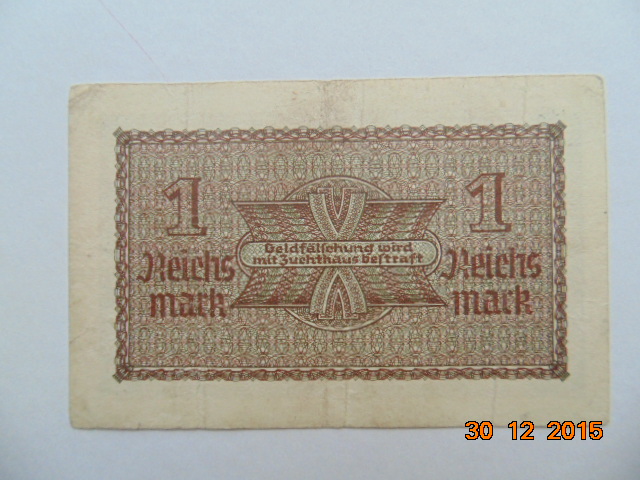 1
Reichs
mark
Geldfälschung wird
mit Zuchthaus bestraft
1
Reichs
mark
30 12 2015